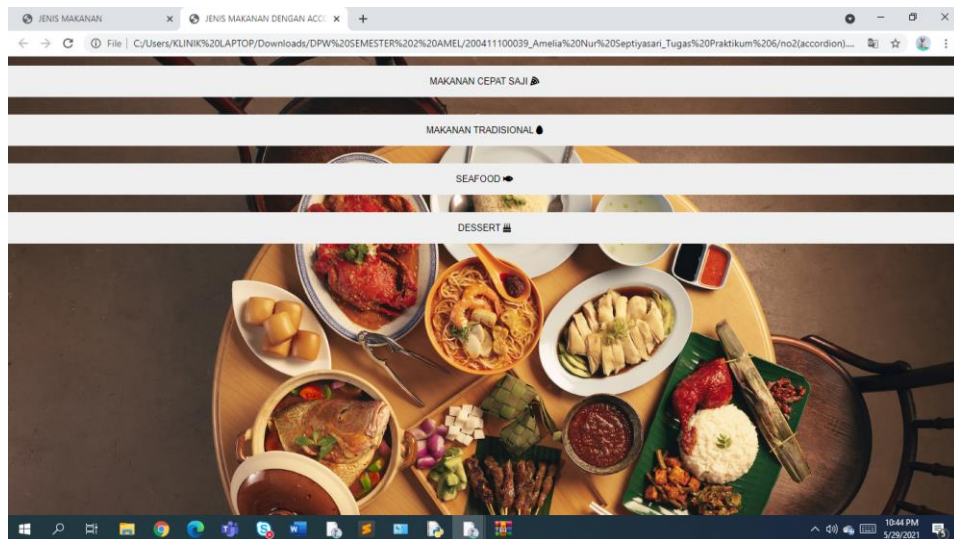 JENIS MAKANAN
JENIS MAKANAN DENGAN ACCO
File | C:/Users/KLINIK%20LAPTOP/Downloads/DPW%20SEMESTER%202%20AMEL/200411100039_Amelia%20Nur%20Septiyasari_Tugas%20Praktikum%206/no2(accordion)....
MAKANAN CEPAT SAJI
MAKANAN TRADISIONAL
SEAFOOD
DESSERT
10:44 PM
5/29/2021